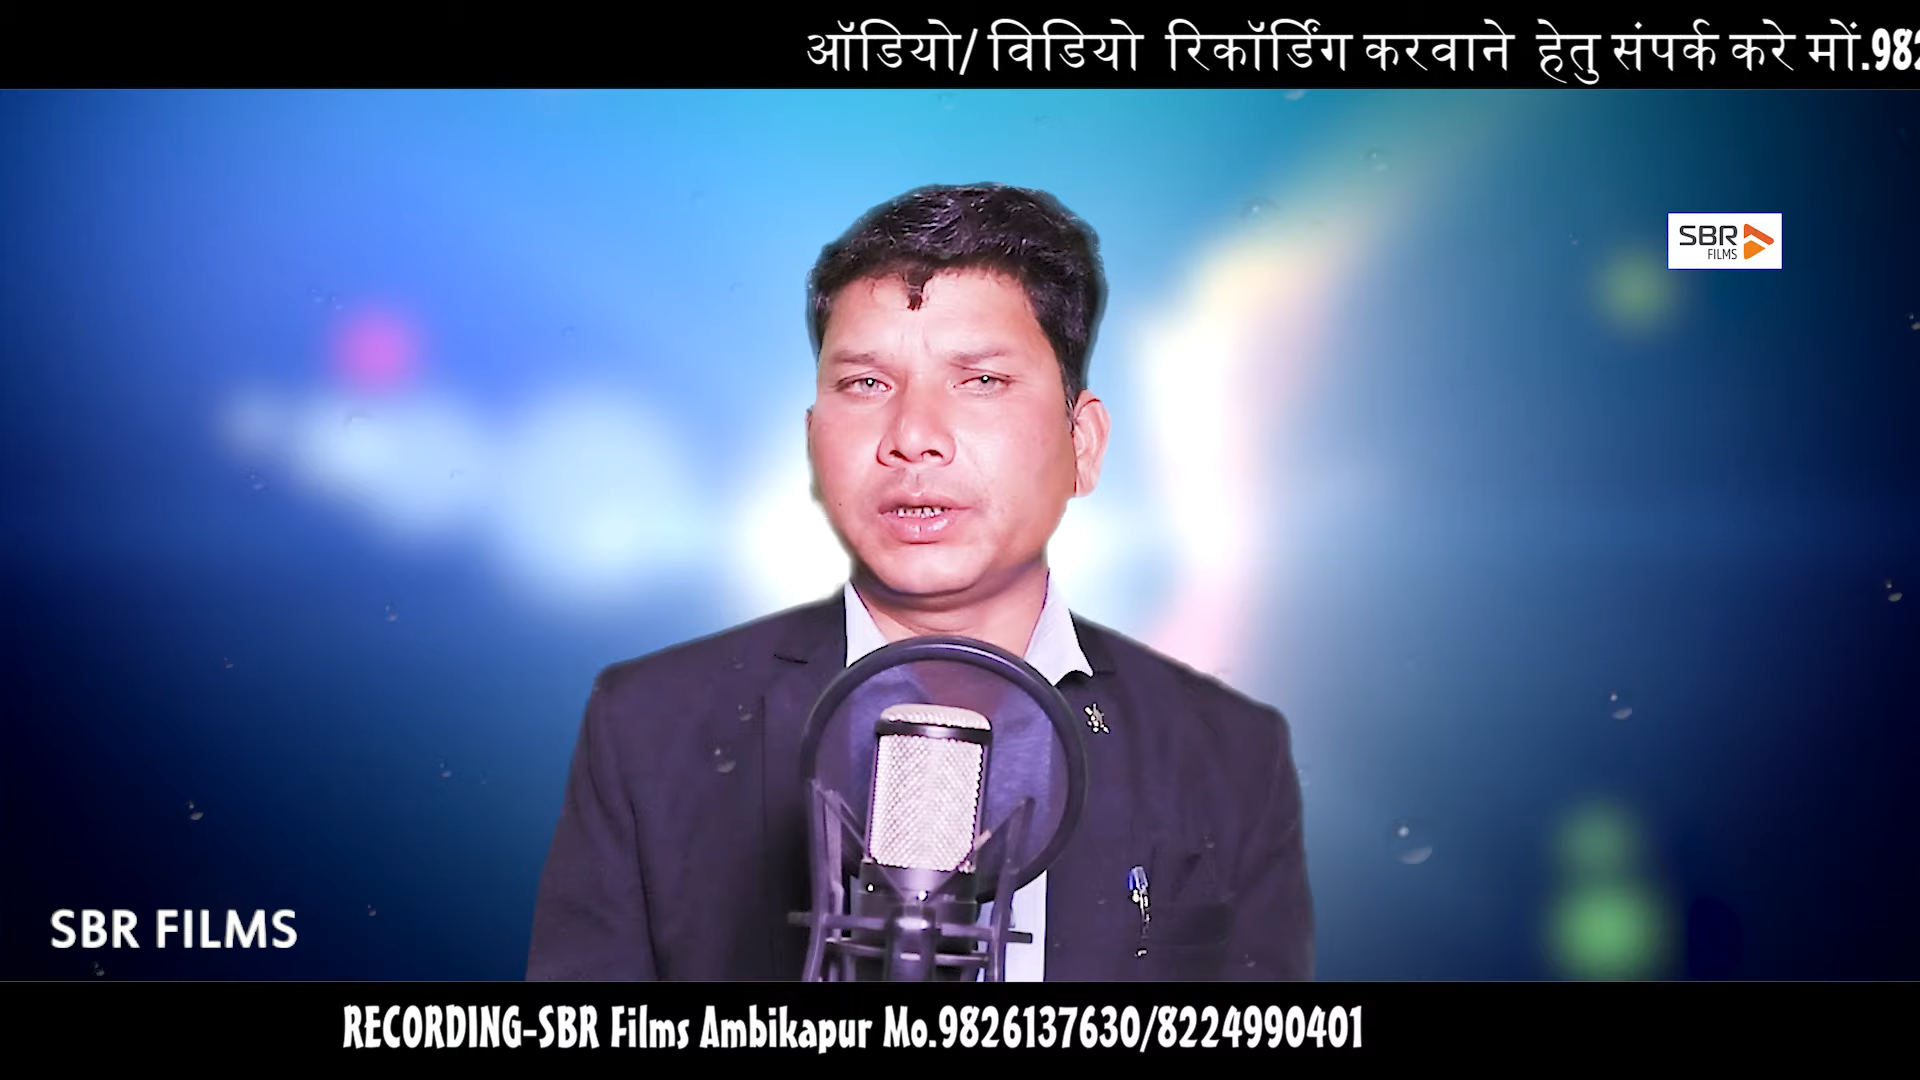 ऑडियो/ विडियो रिकॉर्डिंग करवाने हेतु संपर्क करे मों.982
SBR
FILMS
SBR FILMS
RECORDING-SBR Films Ambikapur Mo.9826137630/8224990401